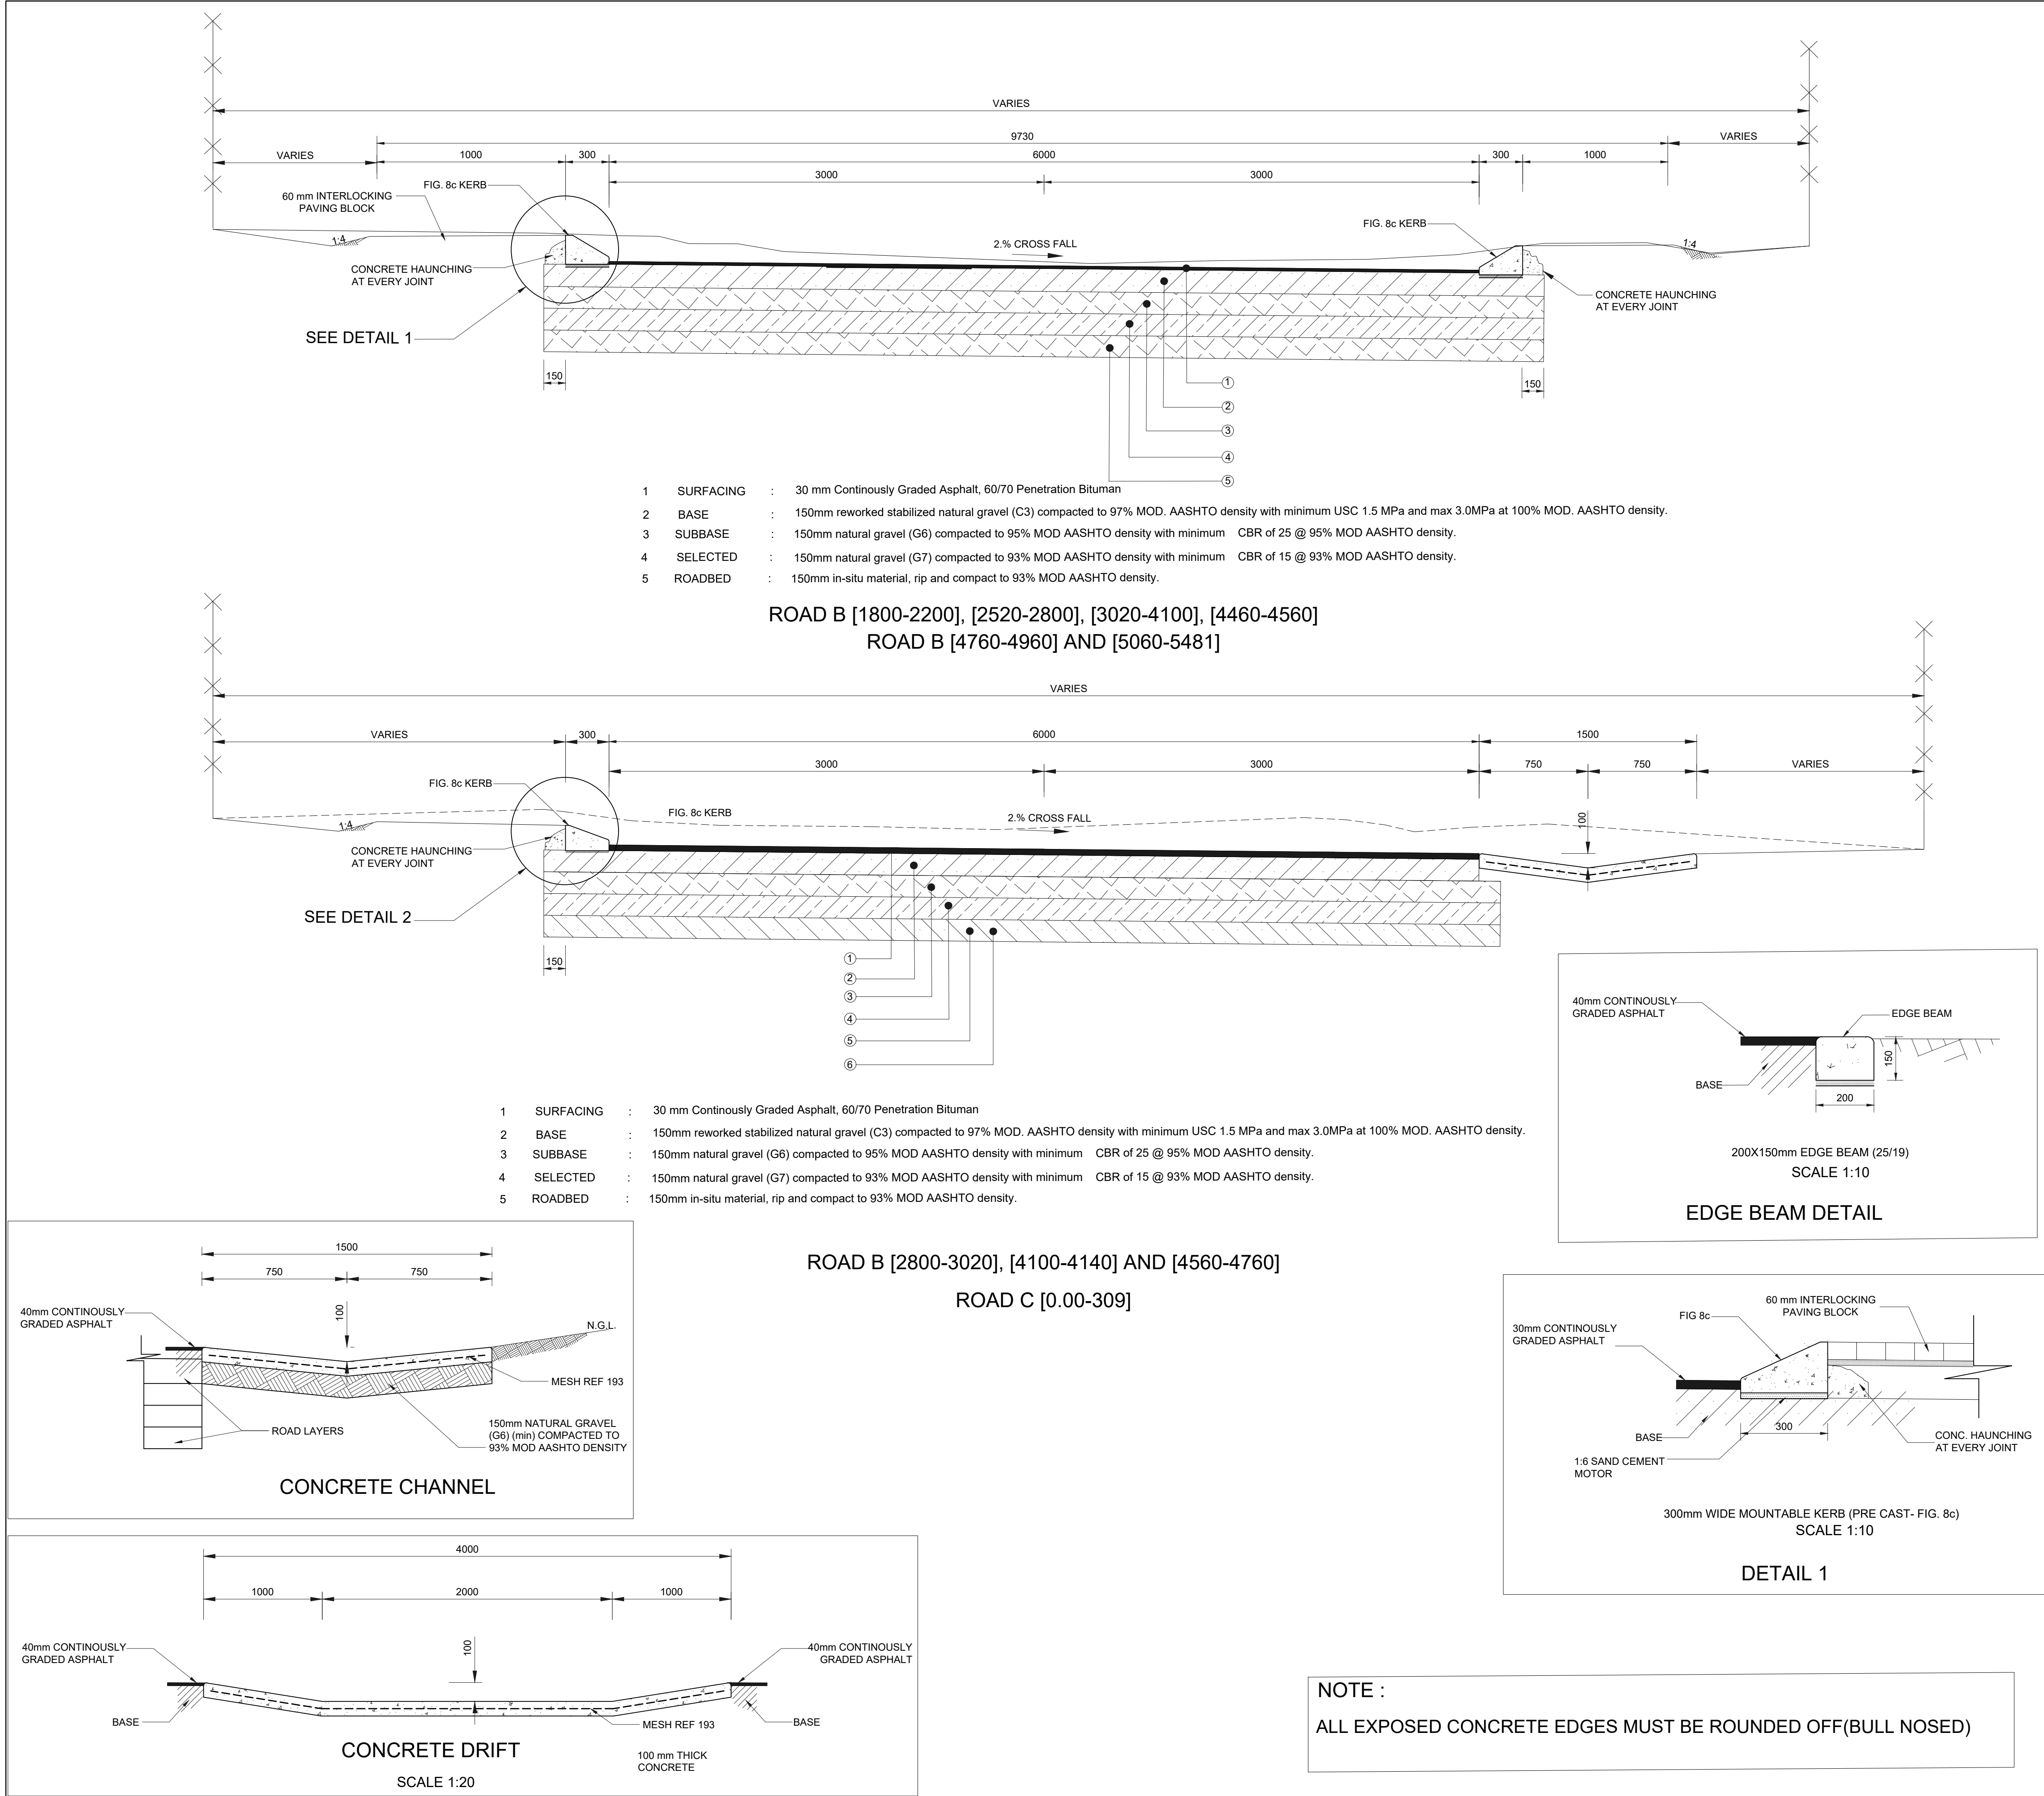 VARIES
9730
VARIES
VARIES
1000
300
6000
300
1000
3000
3000
FIG. 8c KERB
60 mm INTERLOCKING
PAVING BLOCK
FIG. 8c KERB
1:4
2.% CROSS FALL
1:4
CONCRETE HAUNCHING
AT EVERY JOINT
CONCRETE HAUNCHING
AT EVERY JOINT
SEE DETAIL 1
150
150
1
2
3
4
5
1 SURFACING : 30 mm Continously Graded Asphalt, 60/70 Penetration Bituman
2 BASE : 150mm reworked stabilized natural gravel (C3) compacted to 97% MOD. AASHTO density with minimum USC 1.5 MPa and max 3.0MPa at 100% MOD. AASHTO density.
3 SUBBASE : 150mm natural gravel (G6) compacted to 95% MOD AASHTO density with minimum CBR of 25 @ 95% MOD AASHTO density.
4 SELECTED : 150mm natural gravel (G7) compacted to 93% MOD AASHTO density with minimum CBR of 15 @ 93% MOD AASHTO density.
5 ROADBED : 150mm in-situ material, rip and compact to 93% MOD AASHTO density.
ROAD B [1800-2200], [2520-2800], [3020-4100], [4460-4560]
ROAD B [4760-4960] AND [5060-5481]
VARIES
VARIES
300
6000
1500
3000
3000
750
750
VARIES
FIG. 8c KERB
FIG. 8c KERB
2.% CROSS FALL
100
1:4
CONCRETE HAUNCHING
AT EVERY JOINT
SEE DETAIL 2
150
1
2
3
4
5
6
1 SURFACING : 30 mm Continously Graded Asphalt, 60/70 Penetration Bituman
2 BASE : 150mm reworked stabilized natural gravel (C3) compacted to 97% MOD. AASHTO density with minimum USC 1.5 MPa and max 3.0MPa at 100% MOD. AASHTO density.
3 SUBBASE : 150mm natural gravel (G6) compacted to 95% MOD AASHTO density with minimum CBR of 25 @ 95% MOD AASHTO density.
4 SELECTED : 150mm natural gravel (G7) compacted to 93% MOD AASHTO density with minimum CBR of 15 @ 93% MOD AASHTO density.
5 ROADBED : 150mm in-situ material, rip and compact to 93% MOD AASHTO density.
ROAD B [2800-3020], [4100-4140] AND [4560-4760]
ROAD C [0.00-309]
40mm CONTINOUSLY
GRADED ASPHALT
EDGE BEAM
150
BASE
200
200X150mm EDGE BEAM (25/19)
SCALE 1:10
EDGE BEAM DETAIL
1500
750
750
40mm CONTINOUSLY
GRADED ASPHALT
100
N.G.L.
MESH REF 193
ROAD LAYERS
150mm NATURAL GRAVEL
(G6) (min) COMPACTED TO
93% MOD AASHTO DENSITY
CONCRETE CHANNEL
60 mm INTERLOCKING
PAVING BLOCK
FIG 8c
30mm CONTINOUSLY
GRADED ASPHALT
300
BASE
CONC. HAUNCHING
AT EVERY JOINT
1:6 SAND CEMENT
MOTOR
300mm WIDE MOUNTABLE KERB (PRE CAST- FIG. 8c)
SCALE 1:10
DETAIL 1
4000
1000
2000
1000
40mm CONTINOUSLY
GRADED ASPHALT
100
40mm CONTINOUSLY
GRADED ASPHALT
BASE
MESH REF 193
BASE
CONCRETE DRIFT
100 mm THICK
CONCRETE
SCALE 1:20
NOTE :
ALL EXPOSED CONCRETE EDGES MUST BE ROUNDED OFF(BULL NOSED)